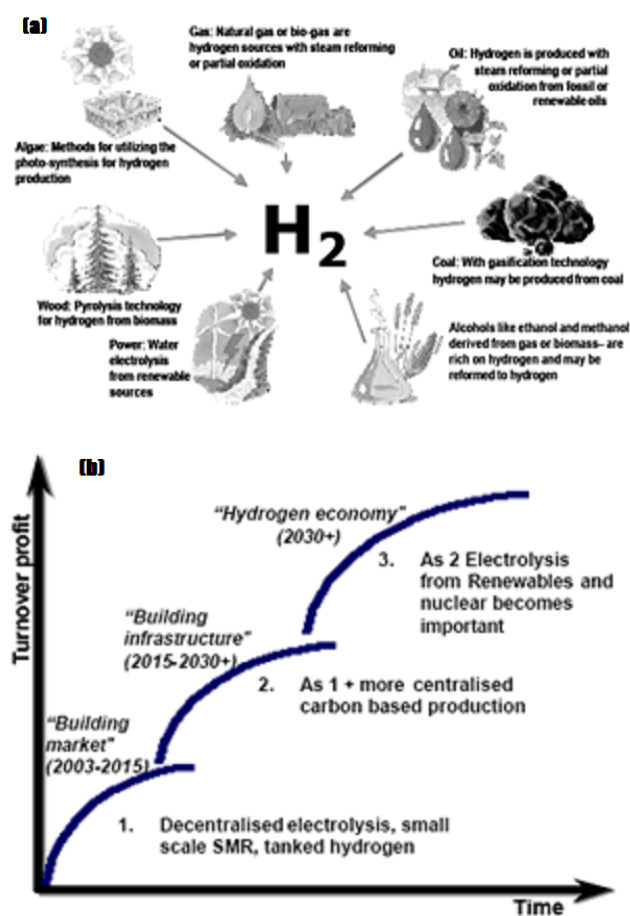 (a)
Gas: Natural gas or bio-gas are
hydrogen sources with steam reforming
or partial oxidation
Oil: Hydrogen is produced with
steam reforming or partial
oxidation from fossil or
renewable oils
Algae: Methods for utilizing the
photo-synthesis for hydrogen
production
H2
Coal: With gasification technology
hydrogen may be produced from coal
Wood: Pyrolysis technology
for hydrogen from biomass
Power: Water
electrolysis
from renewable
sources
Alcohols like ethanol and methanol
derived from gas or biomass– are
rich on hydrogen and may be
reformed to hydrogen
(b)
Turnover profit
"Hydrogen economy"
(2030+)
3. As 2 Electrolysis
from Renewables and
nuclear becomes
important
"Building
infrastructure"
(2015-2030+)
2. As 1 + more centralised
carbon based production
"Building
market"
(2003-2015)
1. Decentralised electrolysis, small
scale SMR, tanked hydrogen
Time